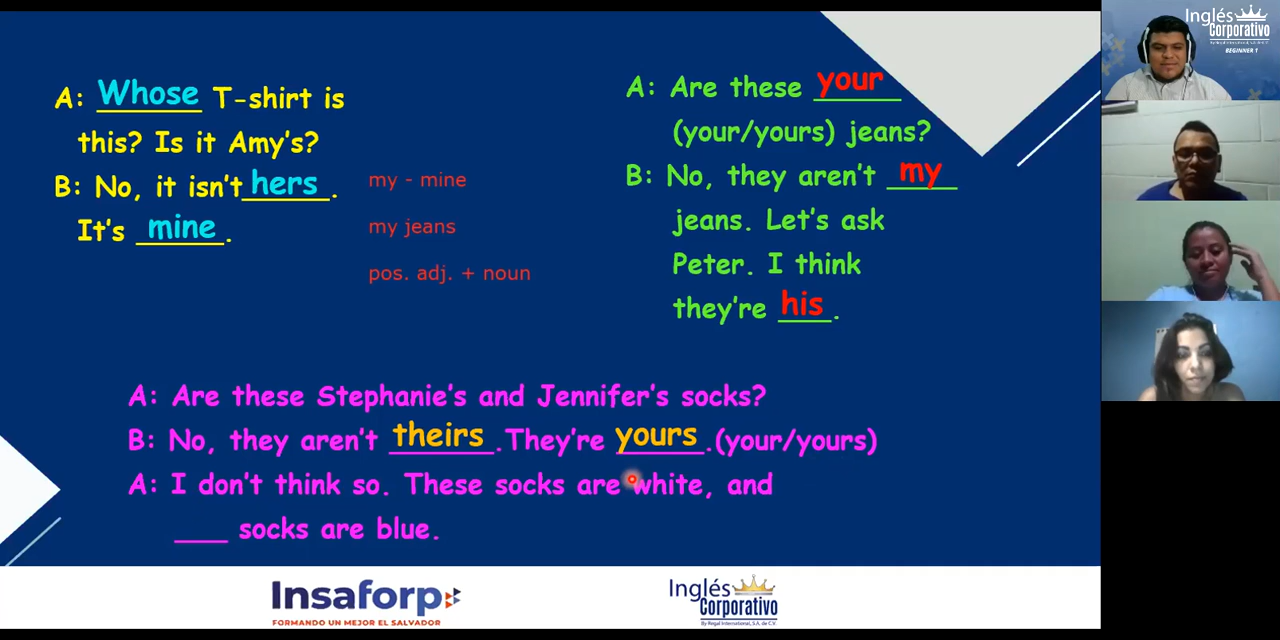 A: Whose T-shirt is
this? Is it Amy's?
B: No, it isn't hers.
It's mine.
my - mine
my jeans
pos. adj. + noun
A: Are these your
(your/yours) jeans?
B: No, they aren't my
jeans. Let's ask
Peter. I think
they're his.
A: Are these Stephanie's and Jennifer's socks?
B: No, they aren't theirs. They're yours. (your/yours)
A: I don't think so. These socks are white, and
____ socks are blue.
Insaforp
FORMANDO UN MEJOR EL SALVADOR
Inglés
Corporativo
By Regal International, S.A. de C.V.
Inglés
Corporativo
By Regal International, S.A. de C.V.
BEGINNER 1